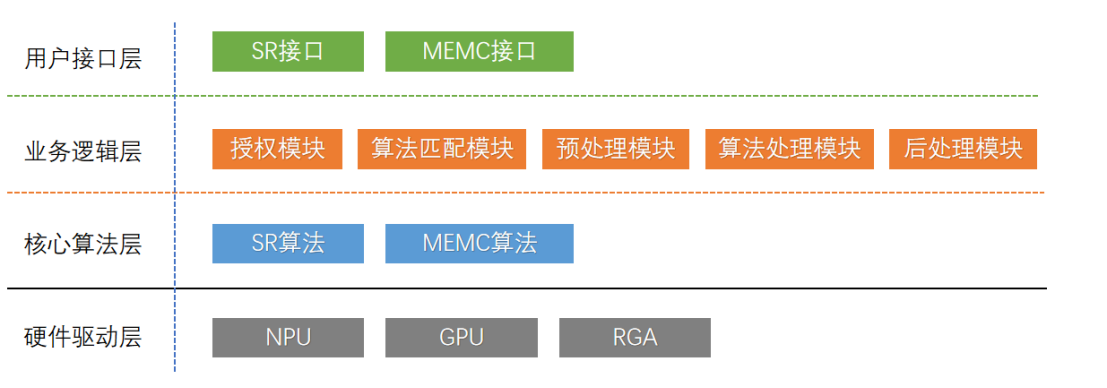 用户接口层
SR接口
MEMC接口
业务逻辑层
授权模块
算法匹配模块
预处理模块
算法处理模块
后处理模块
核心算法层
SR算法
MEMC算法
硬件驱动层
NPU
GPU
RGA